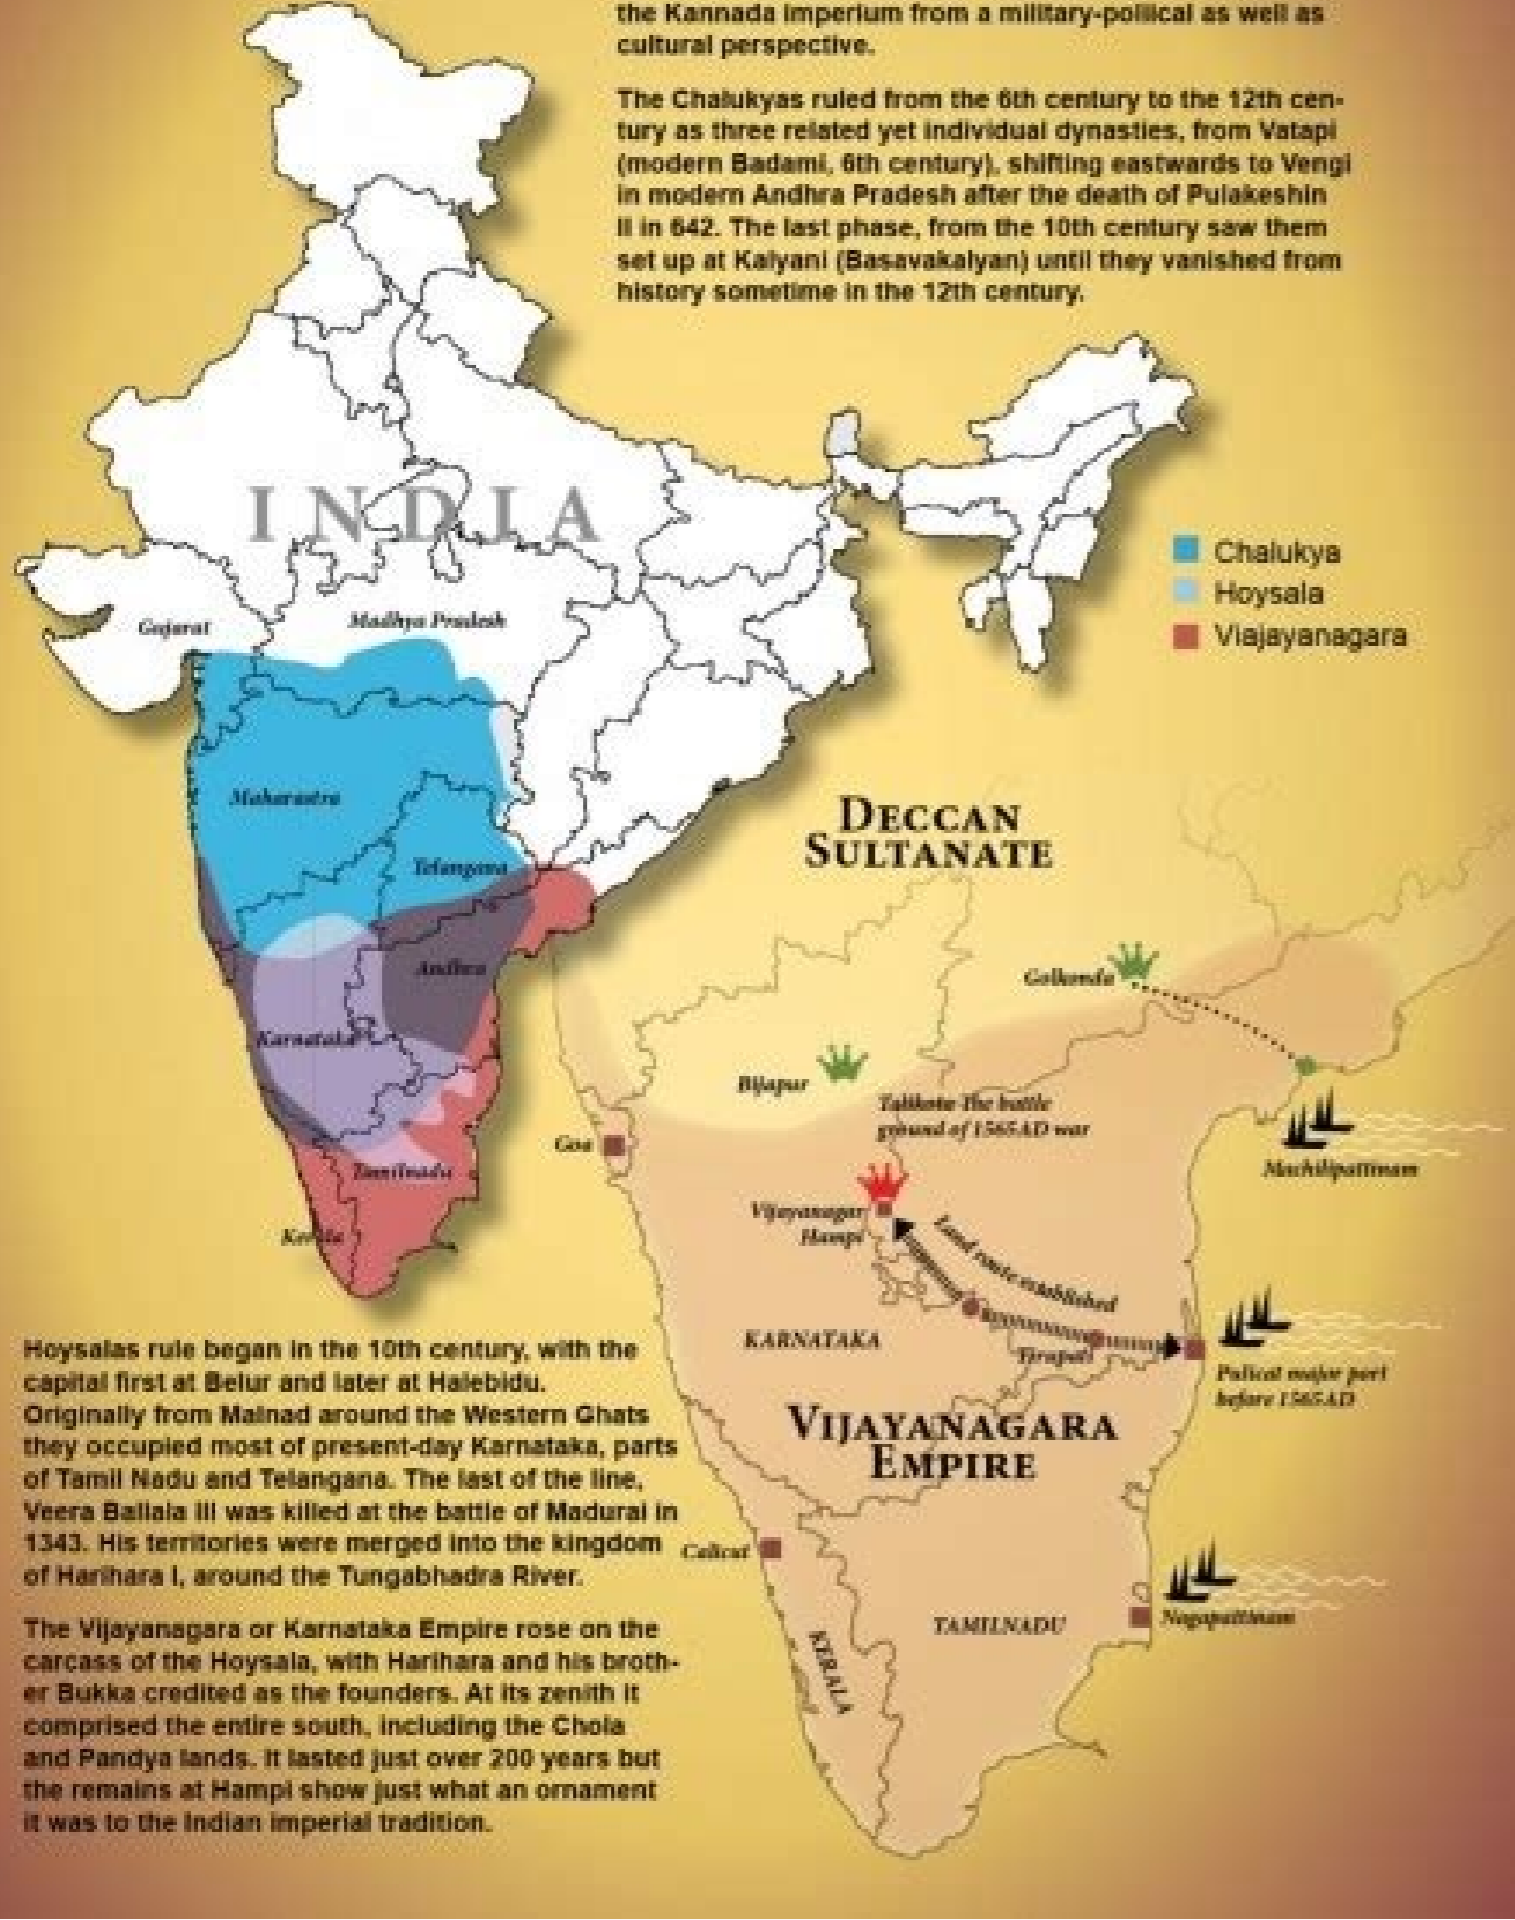 the Kannada imperium from a military-poliical as well as
cultural perspective.
The Chalukyas ruled from the 6th century to the 12th cen-
tury as three related yet individual dynasties, from Vatapi
(modern Badami, 6th century), shifting eastwards to Vengi
in modern Andhra Pradesh after the death of Pulakeshin
II in 642. The last phase, from the 10th century saw them
set up at Kalyani (Basavakalyan) until they vanished from
history sometime in the 12th century.
INDIA
Chalukya
Hoysala
Viajayanagara
Gujarat
Madhya Pradesh
Maharastra
Telangana
Andhra
Karnataka
Tamilnadu
Kerala
DECCAN
SULTANATE
Golkonda
Bijapur
Talikota-The battle
ground of 1565AD war
Goa
Machilipattinam
Vijayanagar
Hampi
Land route established
KARNATAKA
Tirupati
Pulicat major port
before 1565AD
VIJAYANAGARA
EMPIRE
Calicut
TAMILNADU
Nagapattinam
KERALA
Hoysalas rule began in the 10th century, with the
capital first at Belur and later at Halebidu.
Originally from Malnad around the Western Ghats
they occupied most of present-day Karnataka, parts
of Tamil Nadu and Telangana. The last of the line,
Veera Ballala III was killed at the battle of Madurai in
1343. His territories were merged into the kingdom
of Harihara I, around the Tungabhadra River.
The Vijayanagara or Karnataka Empire rose on the
carcass of the Hoysala, with Harihara and his broth-
er Bukka credited as the founders. At its zenith it
comprised the entire south, including the Chola
and Pandya lands. It lasted just over 200 years but
the remains at Hampi show just what an ornament
it was to the Indian imperial tradition.